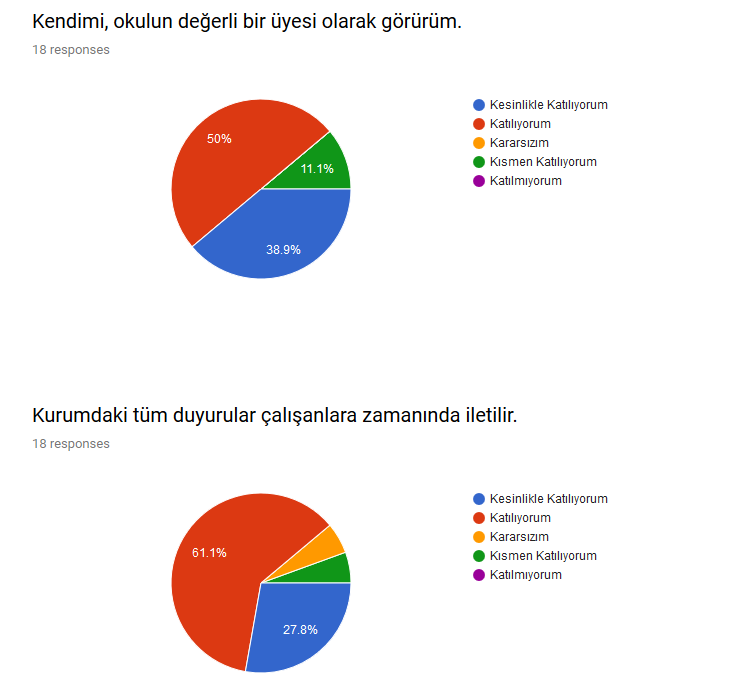 Kendimi, okulun değerli bir üyesi olarak görürüm.
18 responses
50%
11.1%
38.9%
Kesinlikle Katılıyorum
Katılıyorum
Kararsızım
Kısmen Katılıyorum
Katılmıyorum
Kurumdaki tüm duyurular çalışanlara zamanında iletilir.
18 responses
61.1%
27.8%
Kesinlikle Katılıyorum
Katılıyorum
Kararsızım
Kısmen Katılıyorum
Katılmıyorum